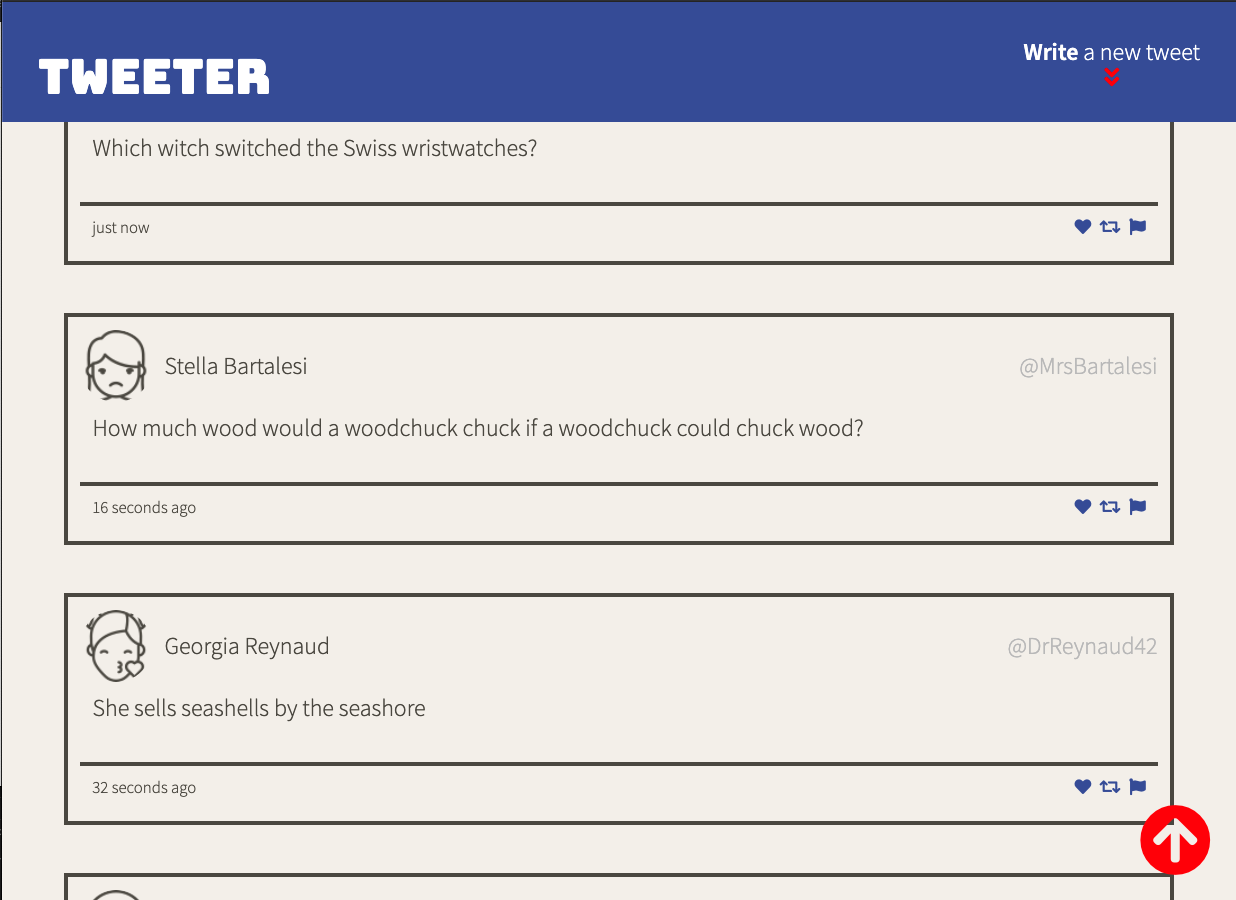 TWEETER
Write a new tweet
Which witch switched the Swiss wristwatches?
just now
Stella Bartalesi
@MrsBartalesi
How much wood would a woodchuck chuck if a woodchuck could chuck wood?
16 seconds ago
Georgia Reynaud
@DrReynaud42
She sells seashells by the seashore
32 seconds ago